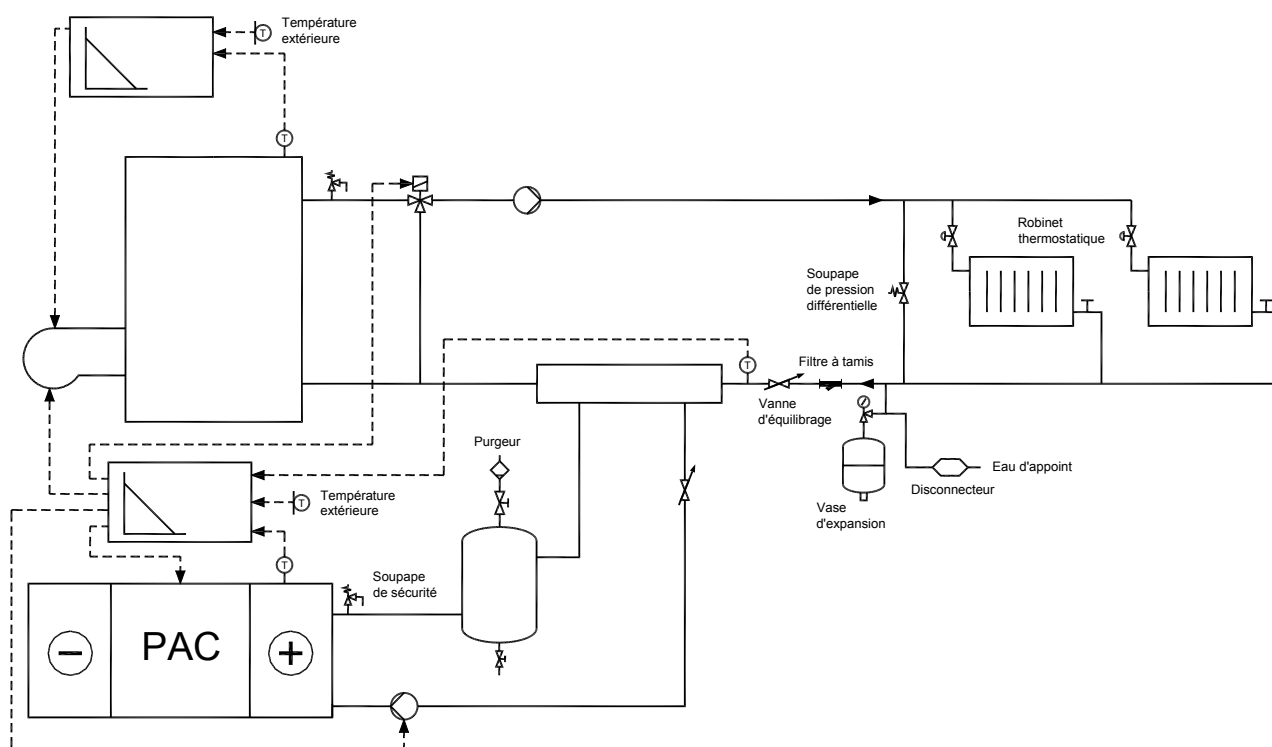 Température
extérieure
T
T
Robinet
thermostatique
Soupape
de pression
différentielle
T
Filtre à tamis
Vanne
d'équilibrage
Purgeur
Eau d'appoint
Disconnecteur
T
Température
extérieure
Vase
d'expansion
T
Soupape
de sécurité
PAC